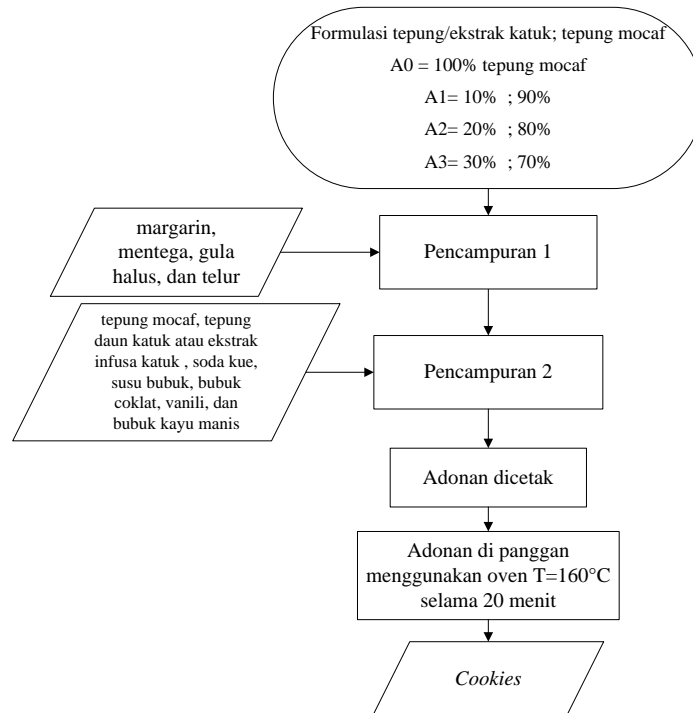 Formulasi tepung/ekstrak katuk; tepung mocaf
A0 = 100% tepung mocaf
A1= 10% ; 90%
A2= 20% ; 80%
A3= 30% ; 70%
margarin,
mentega, gula
halus, dan telur
Pencampuran 1
tepung mocaf, tepung
daun katuk atau ekstrak
infusa katuk , soda kue,
susu bubuk, bubuk
coklat, vanili, dan
bubuk kayu manis
Pencampuran 2
Adonan dicetak
Adonan di panggan
menggunakan oven T=160°C
selama 20 menit
Cookies